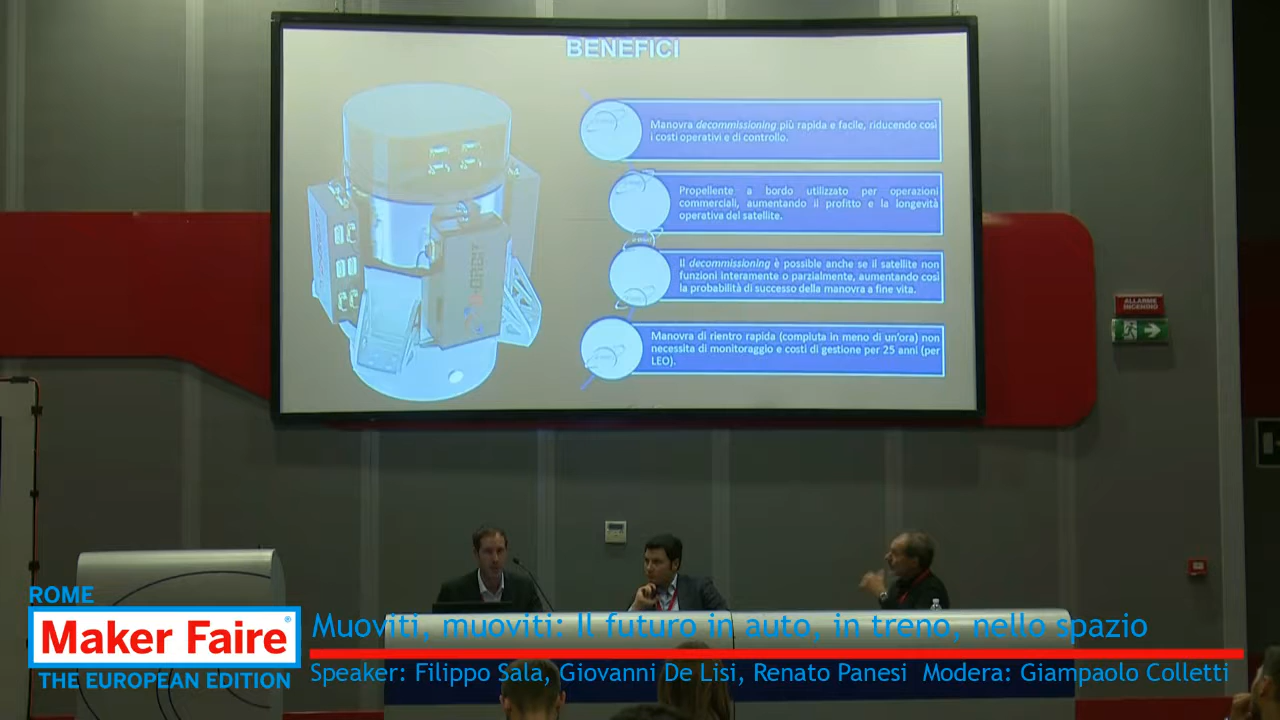 BENEFICI
Manovra decommissioning più rapida e facile, riducendo così
i costi operativi e di controllo.
Propellente a bordo utilizzato per operazioni
commerciali, aumentando il profitto e la longevità
operativa del satellite.
Il decommissioning è possibile anche se il satellite non
funzioni interamente o parzialmente, aumentando così
la probabilità di successo della manovra a fine vita.
Manovra di rientro rapida (compiuta in meno di un'ora) non
necessita di monitoraggio e costi di gestione per 25 anni (per
LEO).
D-ORBIT
ALLARME
INCENDIO
ROME
Maker Faire®
THE EUROPEAN EDITION
Muoviti, muoviti: Il futuro in auto, in treno, nello spazio
Speaker: Filippo Sala, Giovanni De Lisi, Renato Panesi Modera: Giampaolo Colletti